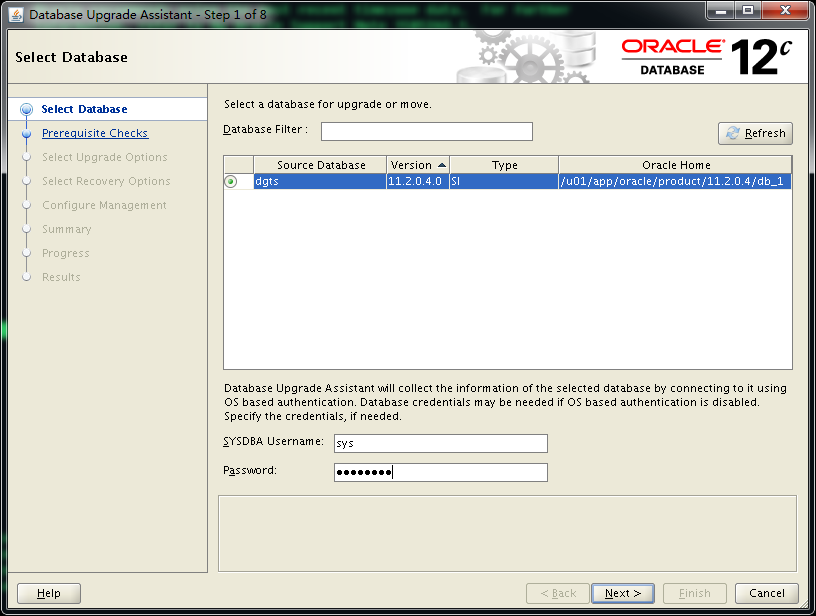 Database Upgrade Assistant - Step 1 of 8
Select Database
ORACLE®
DATABASE
12c
Select Database
Prerequisite Checks
Select Upgrade Options
Select Recovery Options
Configure Management
Summary
Progress
Results
Select a database for upgrade or move.
Database Filter :
Refresh
Source Database Version Type Oracle Home
dgts 11.2.0.4.0 SI /u01/app/oracle/product/11.2.0.4/db_1
Database Upgrade Assistant will collect the information of the selected database by connecting to it using
OS based authentication. Database credentials may be needed if OS based authentication is disabled.
Specify the credentials, if needed.
SYSDBA Username: sys
Password: ••••••••
Help
< Back Next > Finish Cancel